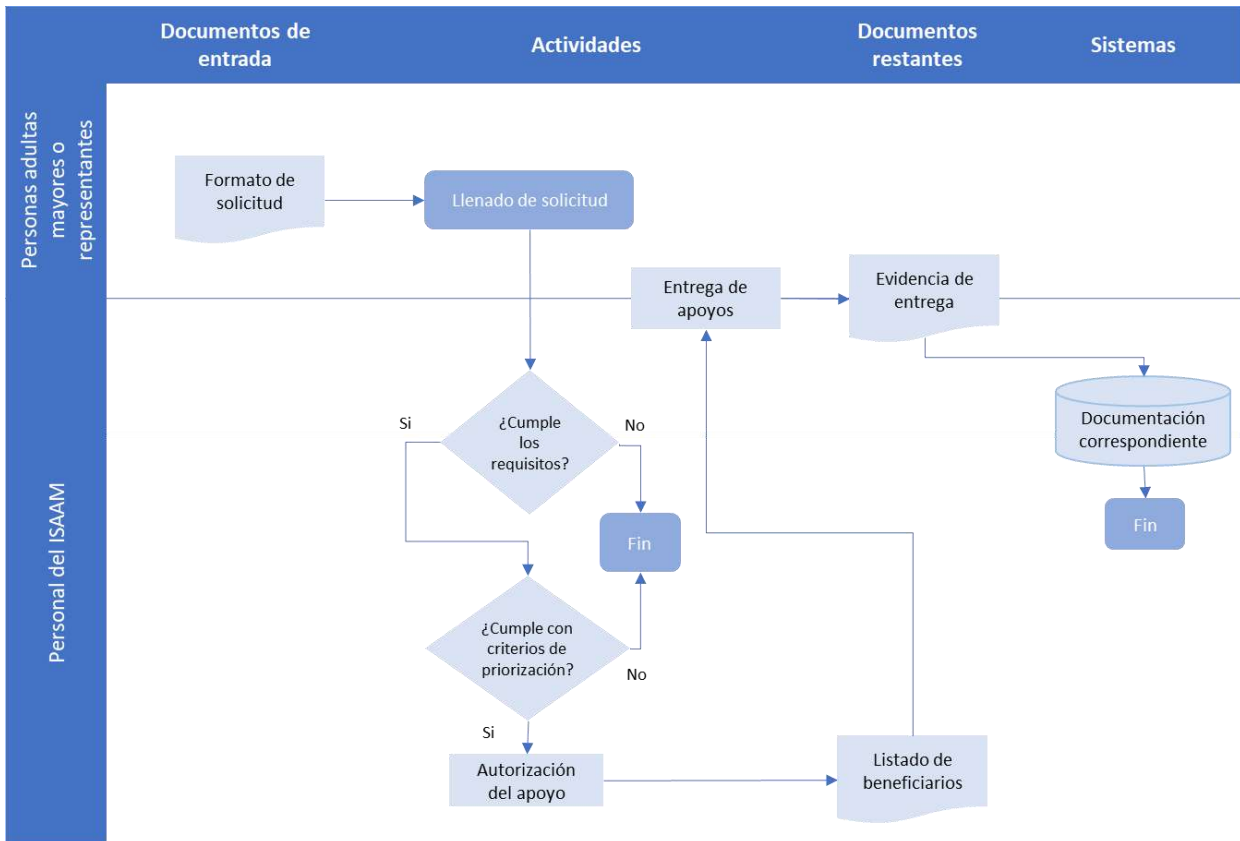 Documentos de
entrada
Actividades
Documentos
restantes
Sistemas
Personas adultas
mayores o
representantes
Formato de
solicitud
Llenado de solicitud
Entrega de
apoyos
Evidencia de
entrega
Personal del ISAAM
Si
¿Cumple
los
requisitos?
No
Documentación
correspondiente
Fin
Fin
¿Cumple con
criterios de
priorización?
No
Si
Autorización
del apoyo
Listado de
beneficiarios